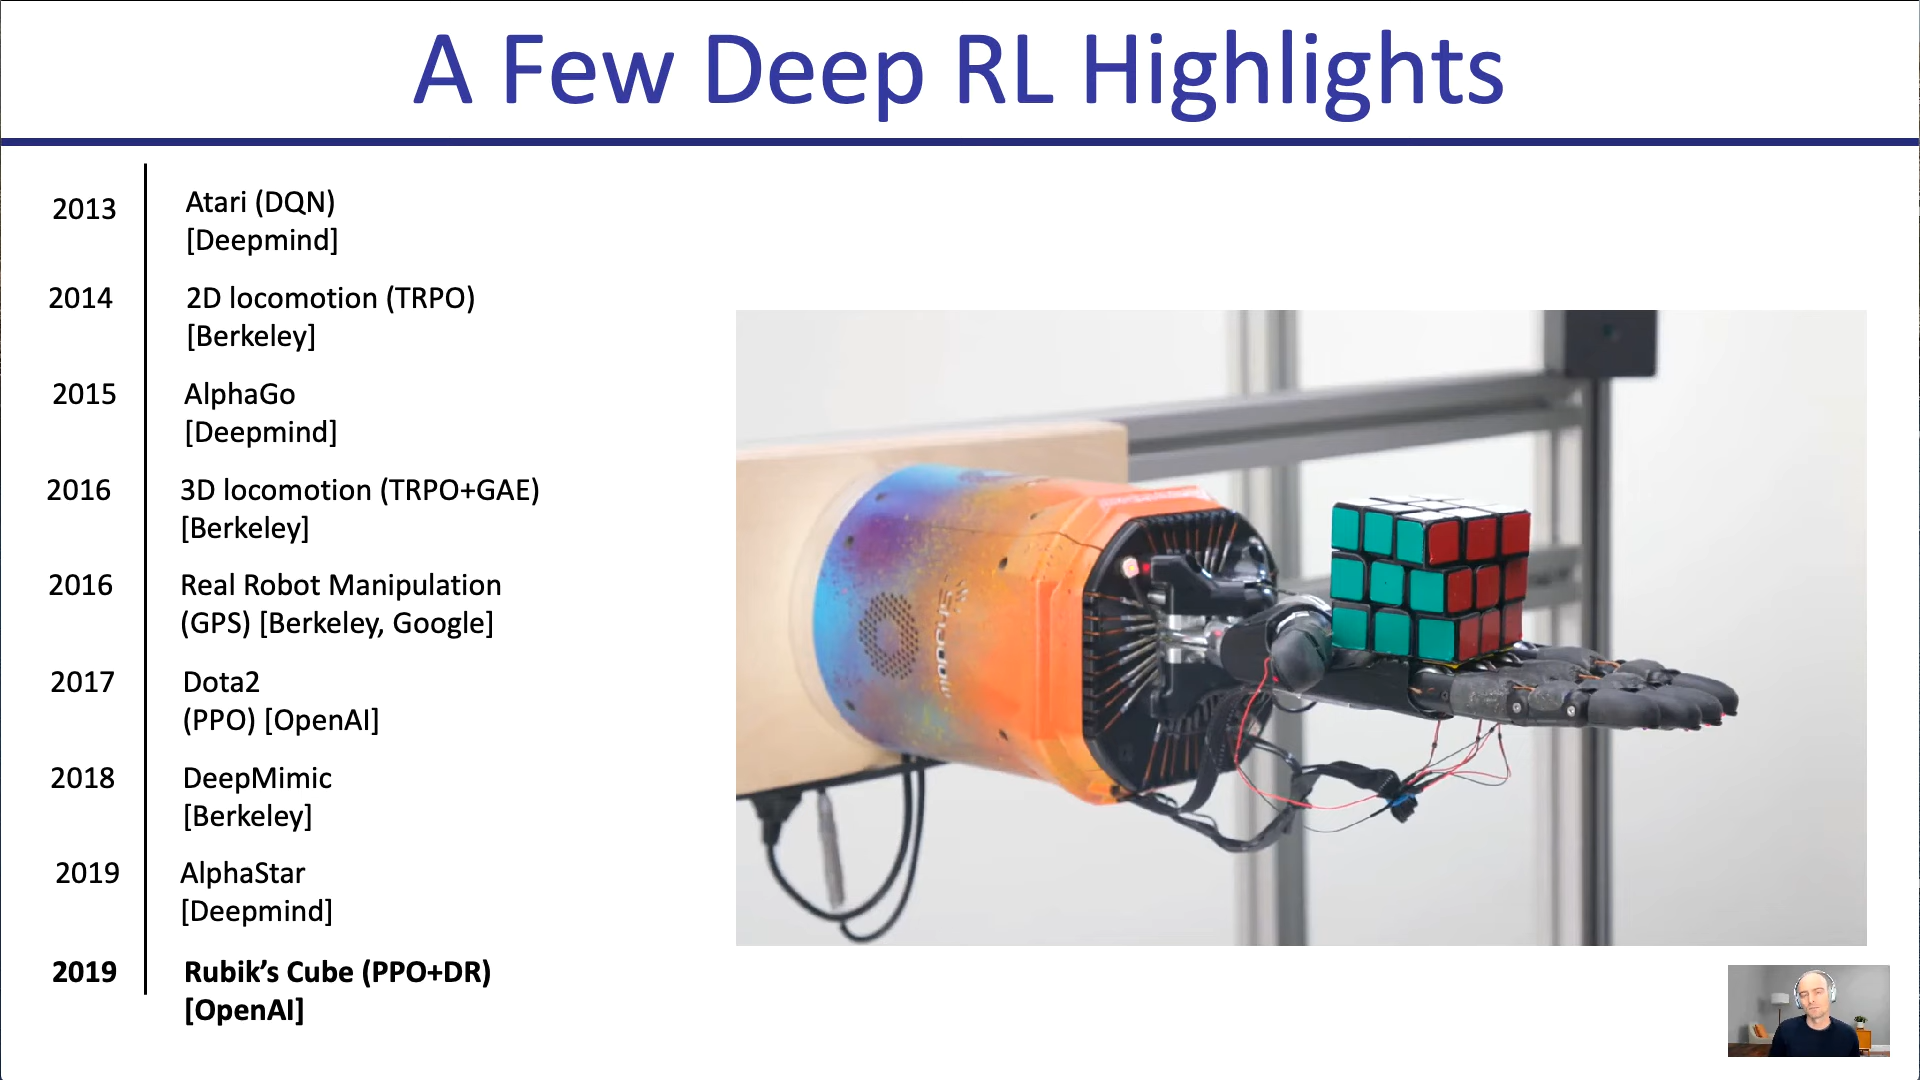 A Few Deep RL Highlights
2013
Atari (DQN)
[Deepmind]
2014
2D locomotion (TRPO)
[Berkeley]
2015
AlphaGo
[Deepmind]
2016
3D locomotion (TRPO+GAE)
[Berkeley]
2016
Real Robot Manipulation
(GPS) [Berkeley, Google]
2017
Dota2
(PPO) [OpenAI]
2018
DeepMimic
[Berkeley]
2019
AlphaStar
[Deepmind]
2019
Rubik’s Cube (PPO+DR)
[OpenAI]